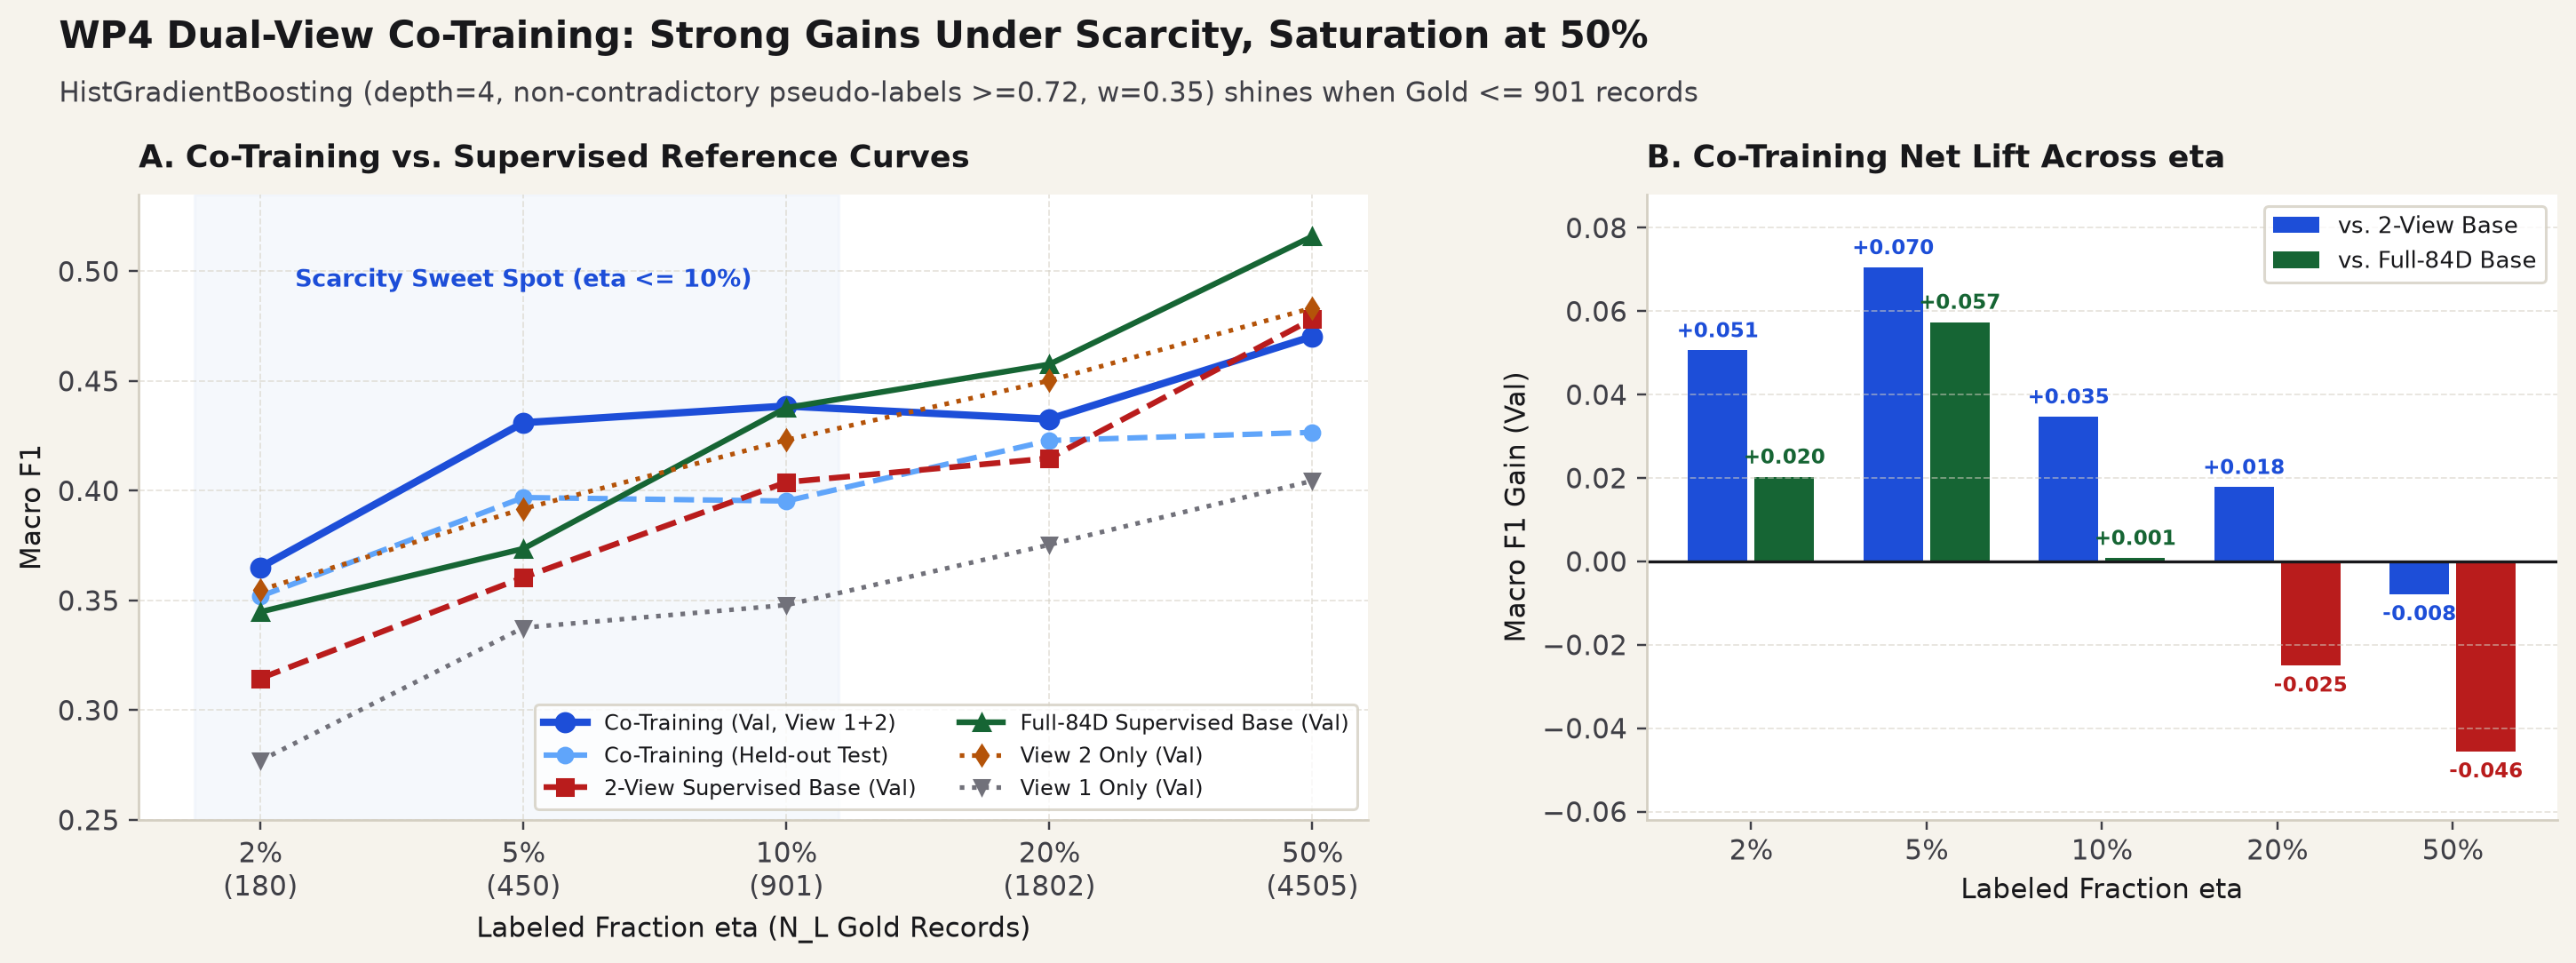 WP4 Dual-View Co-Training: Strong Gains Under Scarcity, Saturation at 50%
HistGradientBoosting (depth=4, non-contradictory pseudo-labels >=0.72, w=0.35) shines when Gold <= 901 records
A. Co-Training vs. Supervised Reference Curves
Macro F1
0.50
0.45
0.40
0.35
0.30
0.25
Scarcity Sweet Spot (eta <= 10%)
Co-Training (Val, View 1+2)
Co-Training (Held-out Test)
2-View Supervised Base (Val)
Full-84D Supervised Base (Val)
View 2 Only (Val)
View 1 Only (Val)
2% 5% 10% 20% 50%
(180) (450) (901) (1802) (4505)
Labeled Fraction eta (N_L Gold Records)
B. Co-Training Net Lift Across eta
Macro F1 Gain (Val)
0.08
0.06
0.04
0.02
0.00
−0.02
−0.04
−0.06
vs. 2-View Base
vs. Full-84D Base
+0.051
+0.020
+0.070
+0.057
+0.035
+0.001
+0.018
-0.025
-0.008
-0.046
2% 5% 10% 20% 50%
Labeled Fraction eta